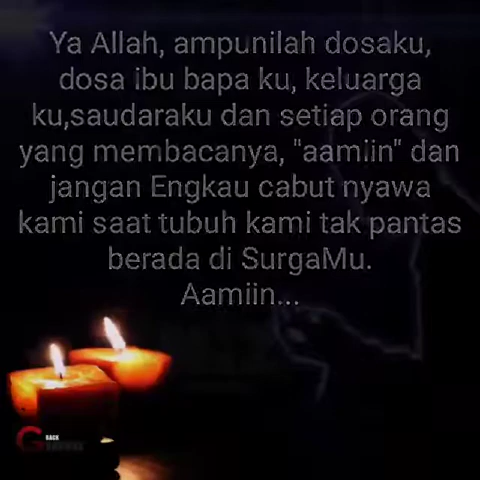 Ya Allah, ampunilah dosaku,
dosa ibu bapa ku, keluarga
ku,saudaraku dan setiap orang
yang membacanya, "aamiin" dan
jangan Engkau cabut nyawa
kami saat tubuh kami tak pantas
berada di SurgaMu.
Aamiin...
G BACK